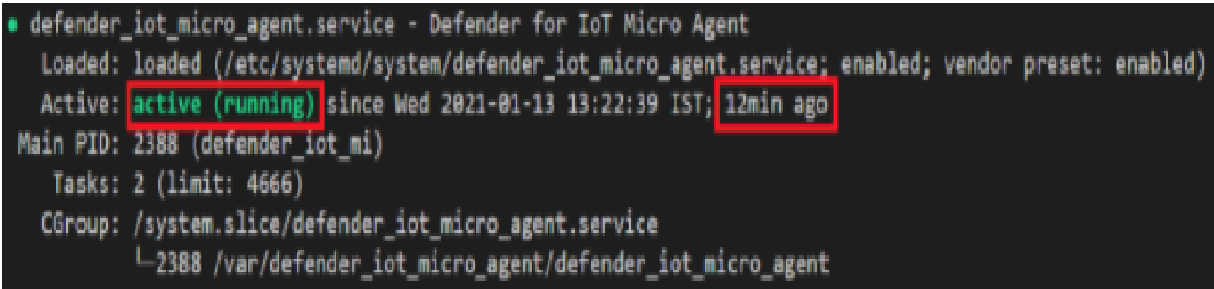 ● defender_iot_micro_agent.service - Defender for IoT Micro Agent
Loaded: loaded (/etc/systemd/system/defender_iot_micro_agent.service; enabled; vendor preset: enabled)
Active: active (running) since Wed 2021-01-13 13:22:39 IST; 12min ago
Main PID: 2388 (defender_iot_mi)
Tasks: 2 (limit: 4666)
CGroup: /system.slice/defender_iot_micro_agent.service
└─2388 /var/defender_iot_micro_agent/defender_iot_micro_agent